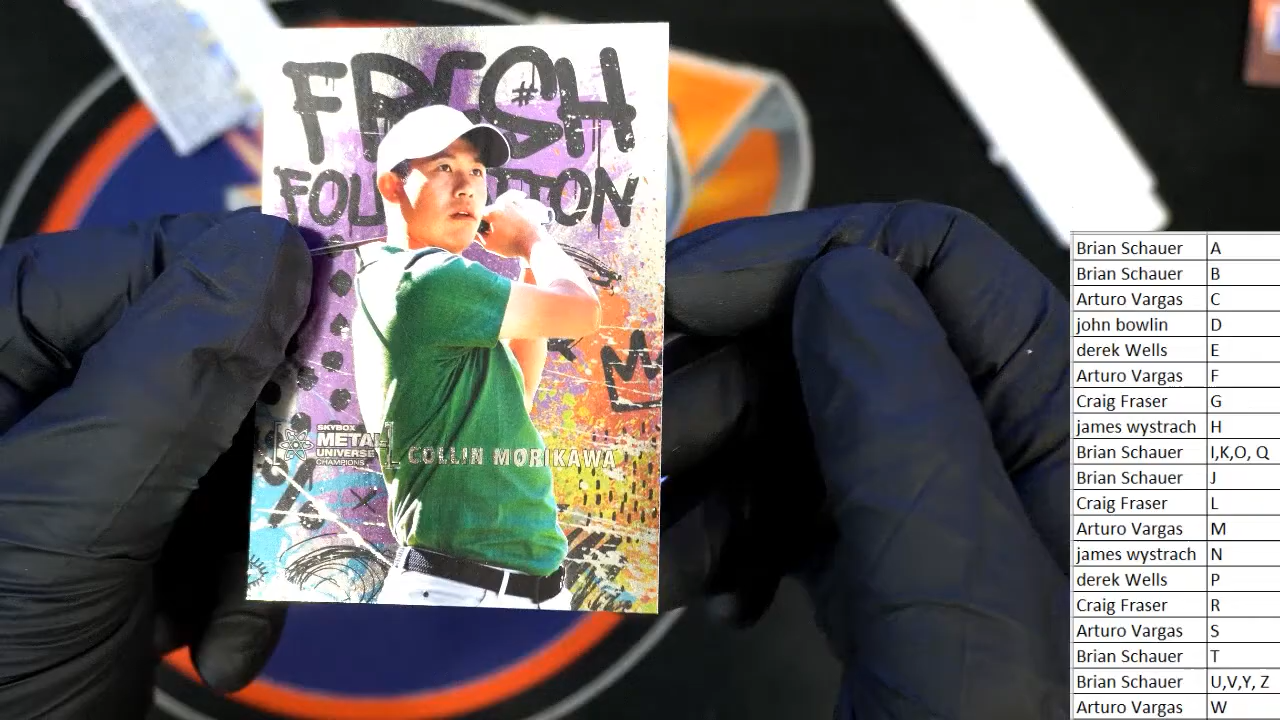 FRESH
FOUNDATION
SKYBOX
METAL
UNIVERSE
CHAMPIONS
COLLIN MORIKAWA
Brian Schauer A
Brian Schauer B
Arturo Vargas C
john bowlin D
derek Wells E
Arturo Vargas F
Craig Fraser G
james wystrach H
Brian Schauer I,K,O, Q
Brian Schauer J
Craig Fraser L
Arturo Vargas M
james wystrach N
derek Wells P
Craig Fraser R
Arturo Vargas S
Brian Schauer T
Brian Schauer U,V,Y, Z
Arturo Vargas W